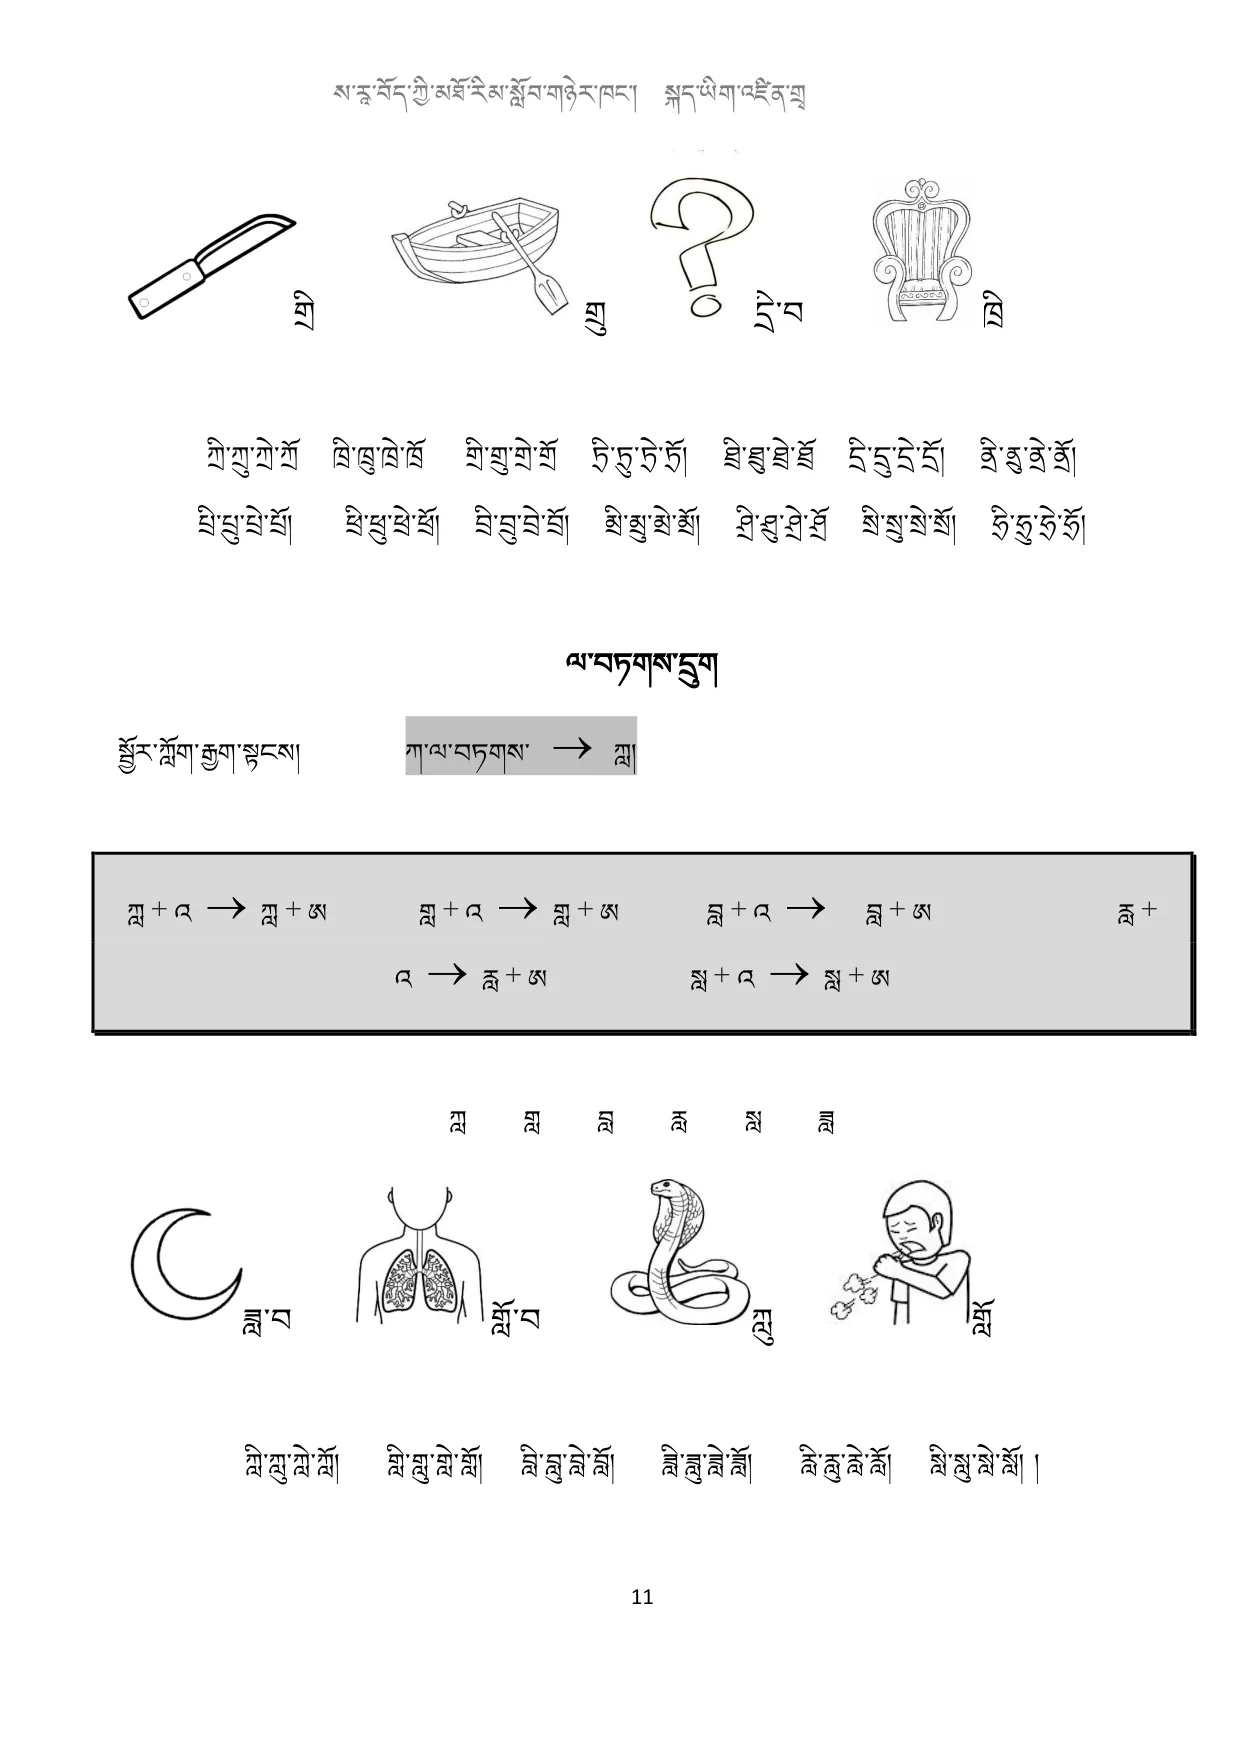 ས་རཱ་བོད་ཀྱི་མཐོ་རིམ་སློབ་གཉེར་ཁང་། སྐད་ཡིག་འཛིན་གྲྭ
གྲི གྲུ དྲི་བ ཁྲི
ཀྲི་ཀྲུ་ཀྲེ་ཀྲོ ཁྲི་ཁྲུ་ཁྲེ་ཁྲོ གྲི་གྲུ་གྲེ་གྲོ ཏྲི་ཏྲུ་ཏྲེ་ཏྲོ། ཐྲི་ཐྲུ་ཐྲེ་ཐྲོ དྲི་དྲུ་དྲེ་དྲོ། ནྲི་ནྲུ་ནྲེ་ནྲོ།
པྲི་པྲུ་པྲེ་པྲོ། ཕྲི་ཕྲུ་ཕྲེ་ཕྲོ། བྲི་བྲུ་བྲེ་བྲོ། མྲི་མྲུ་མྲེ་མྲོ། ཤྲི་ཤྲུ་ཤྲེ་ཤྲོ སྲི་སྲུ་སྲེ་སྲོ། ཧྲི་ཧྲུ་ཧྲེ་ཧྲོ།
ལ་བཏགས་དྲུག
སྦྱོར་ཀློག་རྒྱག་སྟངས། ཀ་ལ་བཏགས་ → ཀླ།
ཀླ + འ → ཀླ + ཨ གླ + འ → གླ + ཨ བླ + འ → བླ + ཨ རླ +
འ → རླ + ཨ སླ + འ → སླ + ཨ
ཀླ གླ བླ རླ སླ ཟླ
ཟླ་བ གློ་བ ཀླུ གློ
ཀླི་ཀླུ་ཀླེ་ཀློ། གླི་གླུ་གླེ་གློ། བླི་བླུ་བླེ་བློ། ཟླི་ཟླུ་ཟླེ་ཟློ། རླི་རླུ་རླེ་རློ། སླི་སླུ་སླེ་སློ། །
11